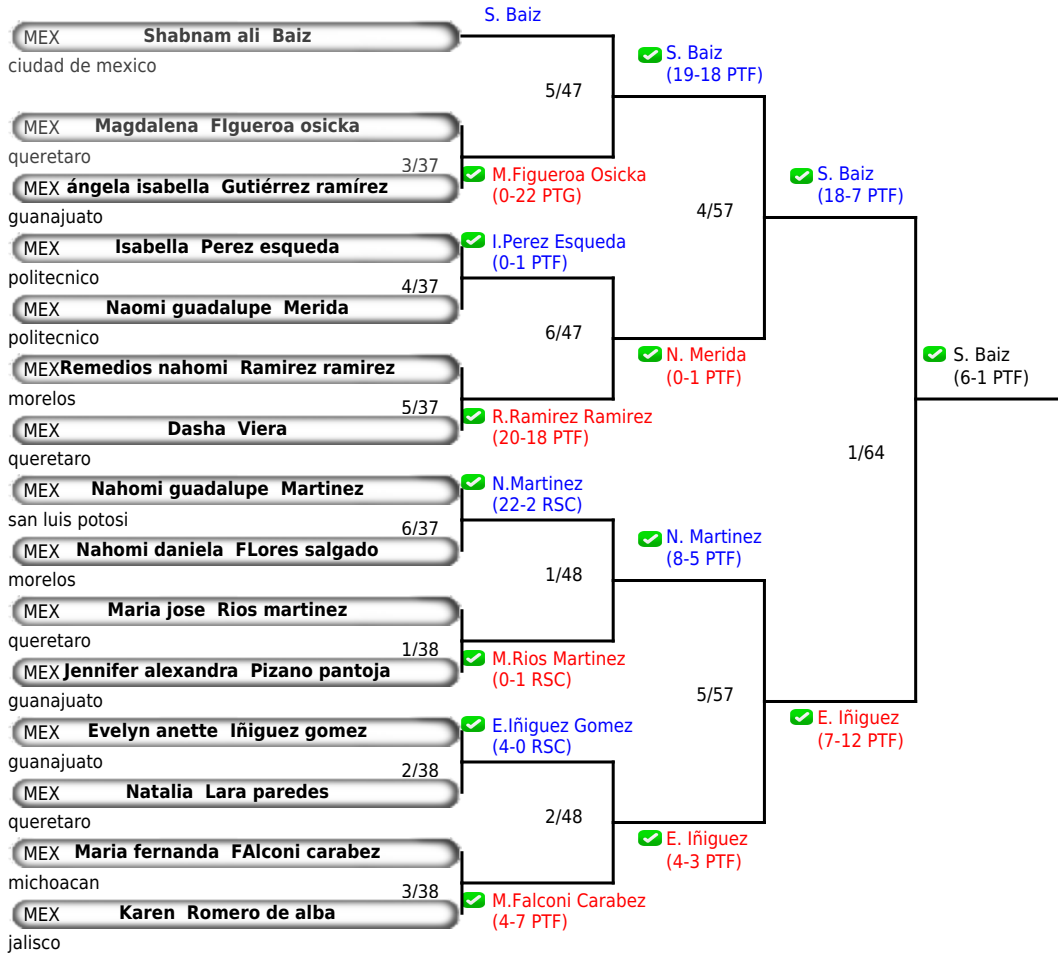 S. Baiz
MEX Shabnam ali Baiz
ciudad de mexico
5/47
S. Baiz
(19-18 PTF)
MEX Magdalena FIgueroa osicka
queretaro
3/37
MEX ángela isabella Gutiérrez ramírez
guanajuato
M.Figueroa Osicka
(0-22 PTG)
4/57
S. Baiz
(18-7 PTF)
MEX Isabella Perez esqueda
politecnico
4/37
MEX Naomi guadalupe Merida
politecnico
I.Perez Esqueda
(0-1 PTF)
6/47
N. Merida
(0-1 PTF)
MEX Remedios nahomi Ramirez ramirez
morelos
5/37
MEX Dasha Viera
queretaro
R.Ramirez Ramirez
(20-18 PTF)
S. Baiz
(6-1 PTF)
1/64
MEX Nahomi guadalupe Martinez
san luis potosi
6/37
MEX Nahomi daniela FLores salgado
morelos
N.Martinez
(22-2 RSC)
1/48
N. Martinez
(8-5 PTF)
MEX Maria jose Rios martinez
queretaro
1/38
MEX Jennifer alexandra Pizano pantoja
guanajuato
M.Rios Martinez
(0-1 RSC)
5/57
E. Iñiguez
(7-12 PTF)
MEX Evelyn anette Iñiguez gomez
guanajuato
2/38
MEX Natalia Lara paredes
queretaro
E.Iñiguez Gomez
(4-0 RSC)
2/48
E. Iñiguez
(4-3 PTF)
MEX Maria fernanda FAlconi carabez
michoacan
3/38
MEX Karen Romero de alba
jalisco
M.Falconi Carabez
(4-7 PTF)